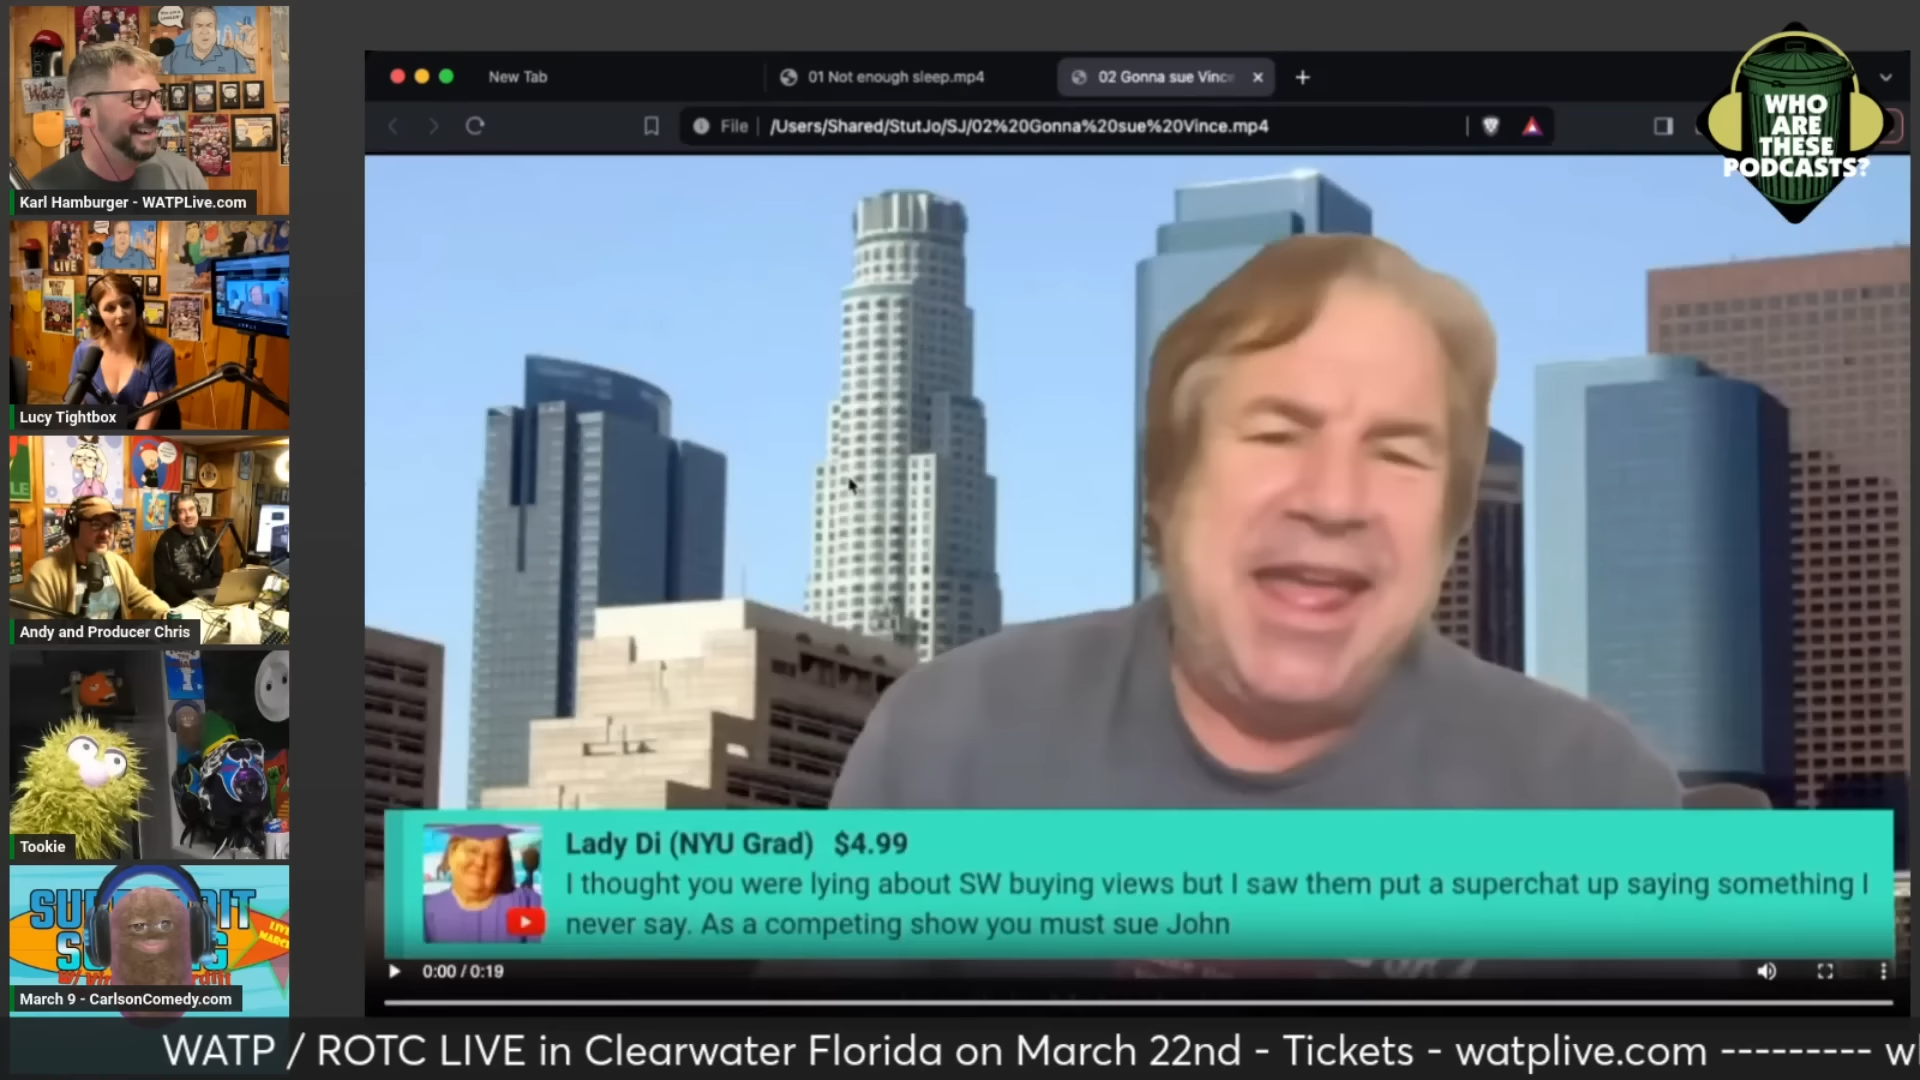 Karl Hamburger - WATPLive.com
LIVE
Lucy Tightbox
Andy and Producer Chris
Tookie
March 9 - CarlsonComedy.com
New Tab
01 Not enough sleep.mp4
02 Gonna sue Vinc
File
/Users/Shared/StutJo/SJ/02%20Gonna%20sue%20Vince.mp4
WHO
ARE
THESE
PODCASTS?
Lady Di (NYU Grad) $4.99
I thought you were lying about SW buying views but I saw them put a superchat up saying something I
never say. As a competing show you must sue John
0:00 / 0:19
WATP / ROTC LIVE in Clearwater Florida on March 22nd - Tickets - watplive.com ---------